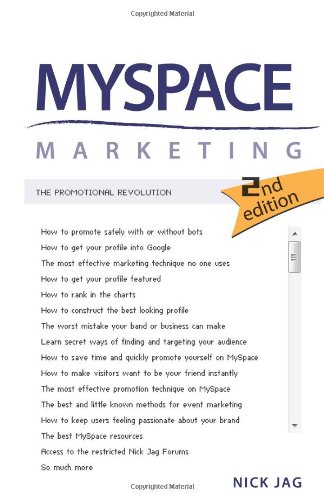 MYSPACE
MARKETING
THE PROMOTIONAL REVOLUTION
2nd
edition
How to promote safely with or without bots
How to get your profile into Google
The most effective marketing technique no one uses
How to get your profile featured
How to rank in the charts
How to construct the best looking profile
The worst mistake your band or business can make
Learn secret ways of finding and targeting your audience
How to save time and quickly promote yourself on MySpace
How to make visitors want to be your friend instantly
The most effective promotion technique on MySpace
The best and little known methods for event marketing
How to keep users feeling passionate about your brand
The best MySpace resources
Access to the restricted Nick Jag Forums
So much more
NICK JAG